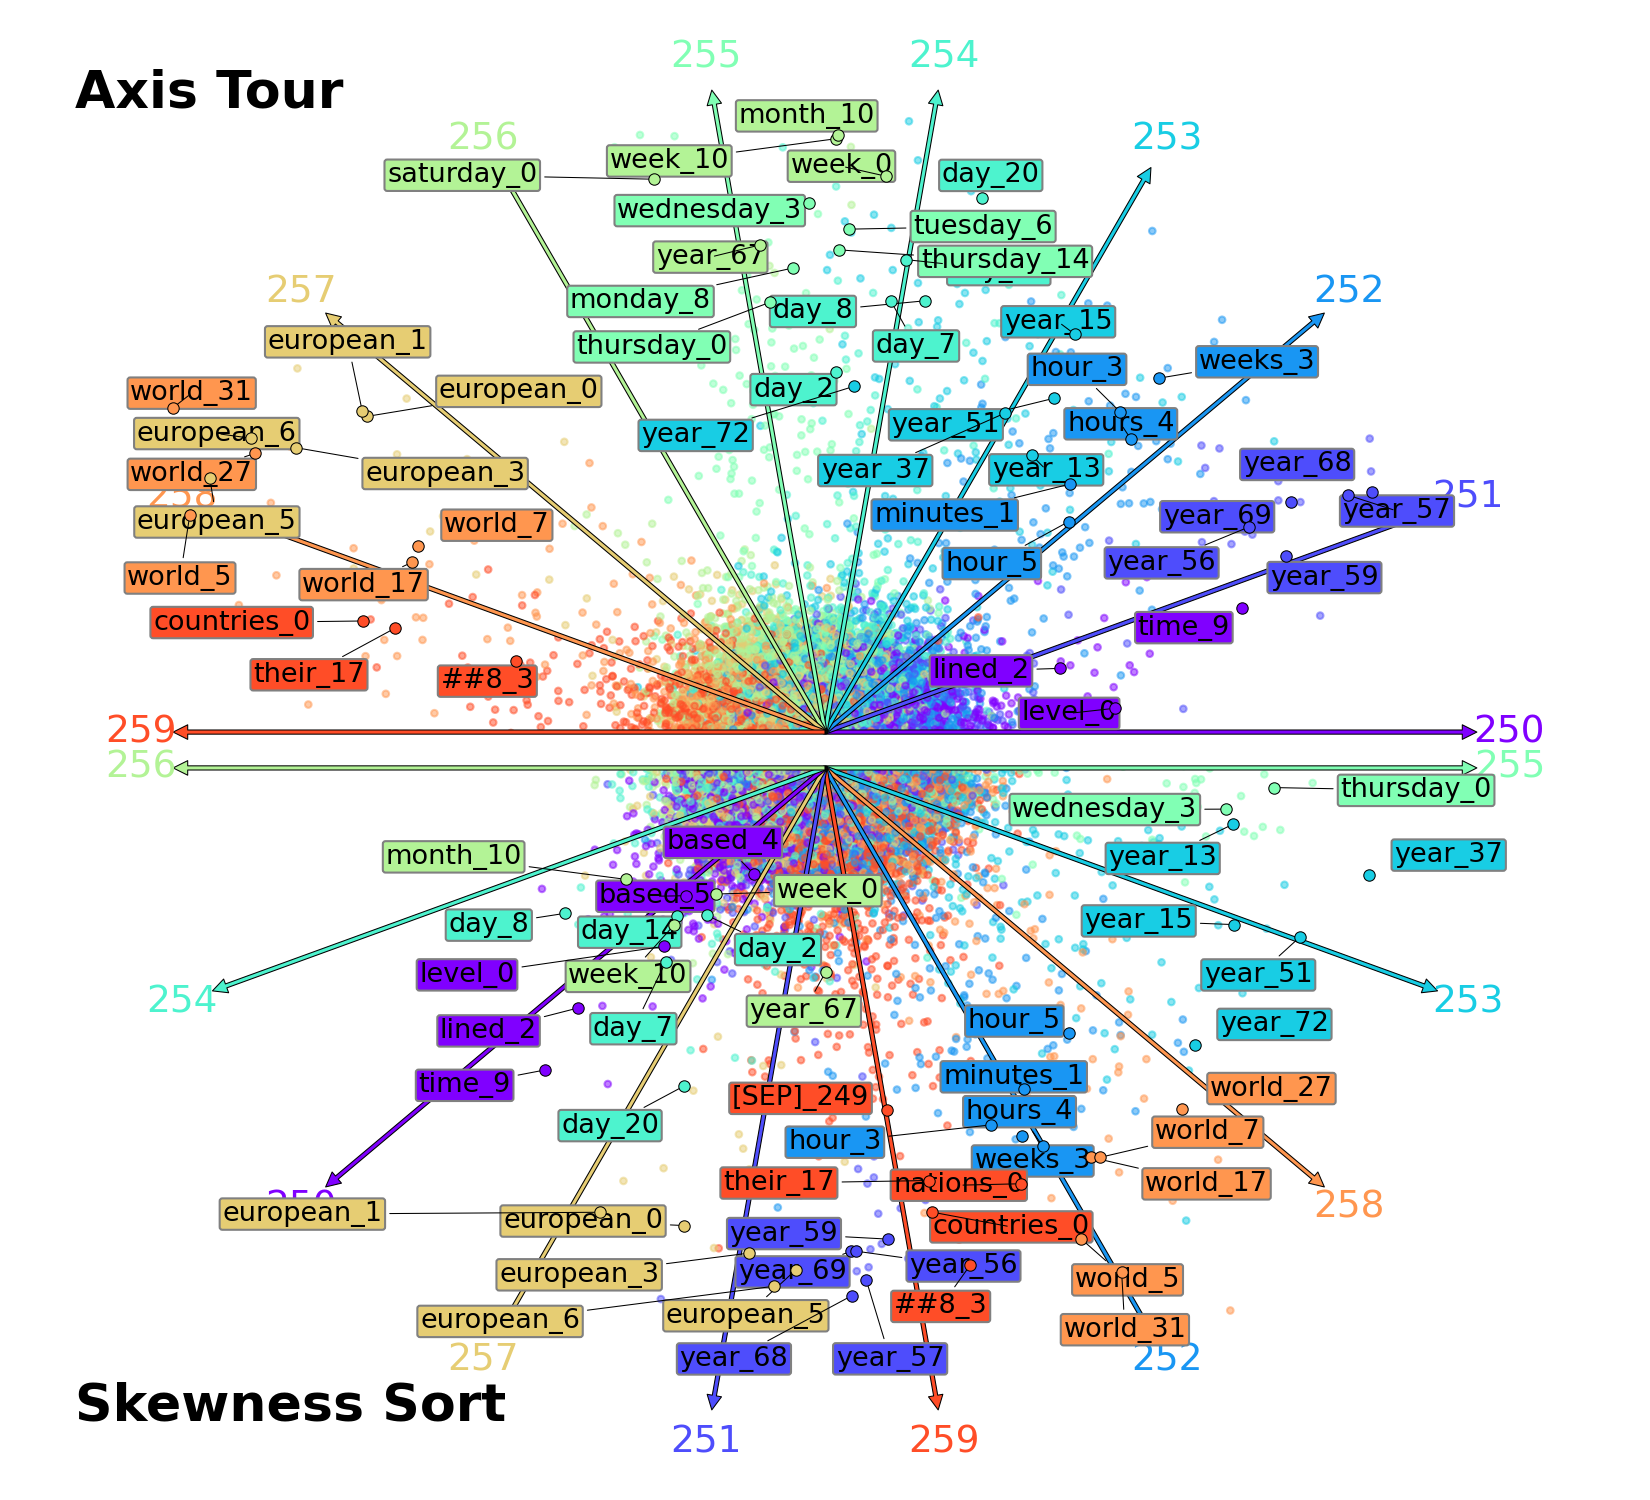 255
254
Axis Tour
month_10
256
253
week_10
week_0
saturday_0
day_20
wednesday_3
tuesday_6
year_67
thursday_14
257
252
monday_8
day_8
year_15
european_1
thursday_0
day_7
weeks_3
hour_3
world_31
european_0
day_2
year_51
hours_4
european_6
year_72
year_68
world_27
european_3
year_37
year_13
258
251
european_5
world_7
minutes_1
year_69
year_57
hour_5
year_56
world_5
world_17
year_59
countries_0
time_9
their_17
##8_3
lined_2
level_0
259
250
256
255
thursday_0
wednesday_3
based_4
month_10
year_13
year_37
based_5
week_0
day_8
day_14
year_15
day_2
level_0
week_10
year_51
254
253
year_67
lined_2
day_7
hour_5
year_72
time_9
minutes_1
world_27
[SEP]_249
day_20
hours_4
hour_3
world_7
weeks_3
their_17
nations_0
world_17
258
european_1
european_0
year_59
countries_0
european_3
year_69
year_56
world_5
european_6
european_5
##8_3
world_31
257
year_68
year_57
252
Skewness Sort
251
259